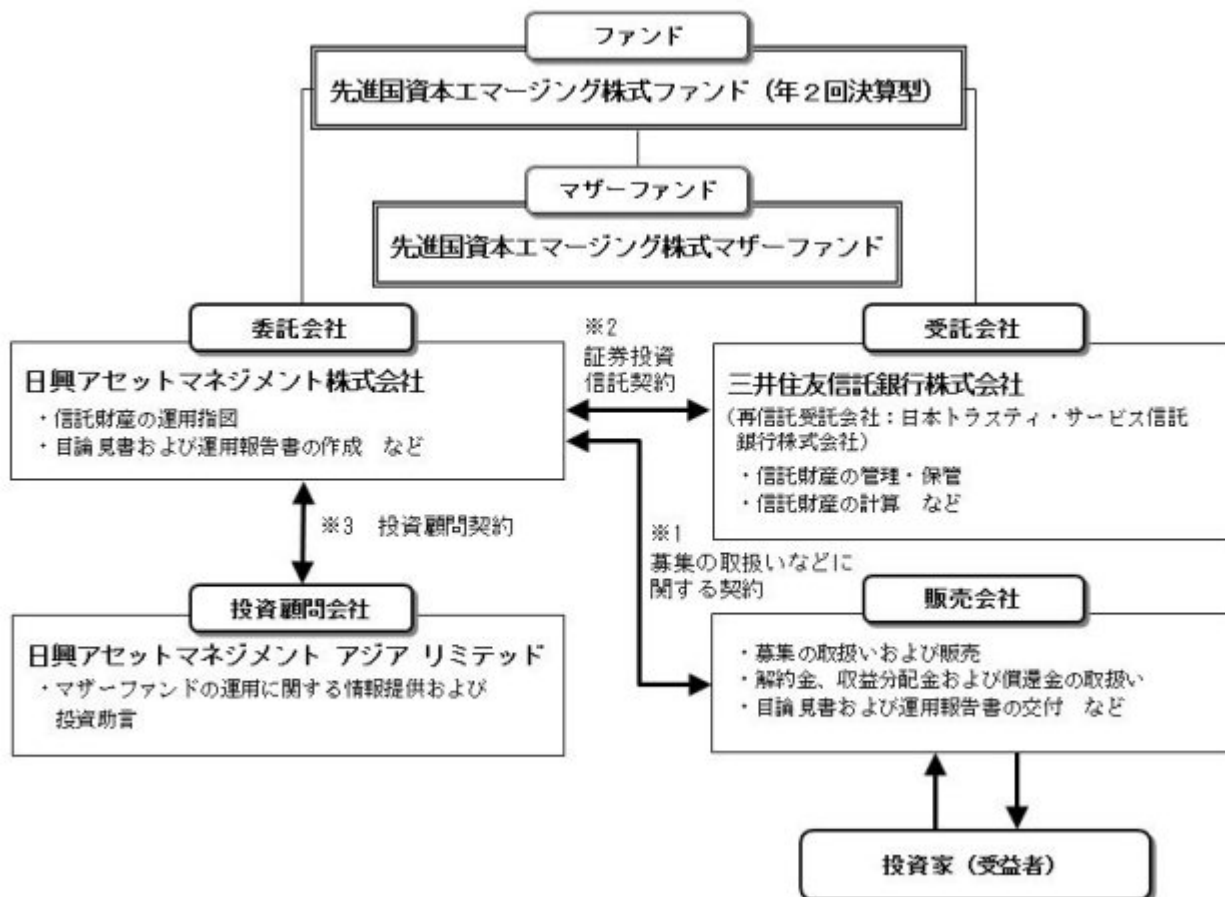 ファンド
先進国資本エマージング株式ファンド（年２回決算型）
マザーファンド
先進国資本エマージング株式マザーファンド
委託会社
日興アセットマネジメント株式会社
・信託財産の運用指図
・目論見書および運用報告書の作成　など
※2
証券投資
信託契約
受託会社
三井住友信託銀行株式会社
（再信託受託会社：日本トラスティ・サービス信託
銀行株式会社）
・信託財産の管理・保管
・信託財産の計算　など
※3　投資顧問契約
※1
募集の取扱いなどに
関する契約
投資顧問会社
日興アセットマネジメント アジア リミテッド
・マザーファンドの運用に関する情報提供および
投資助言
販売会社
・募集の取扱いおよび販売
・解約金、収益分配金および償還金の取扱い
・目論見書および運用報告書の交付　など
投資家（受益者）